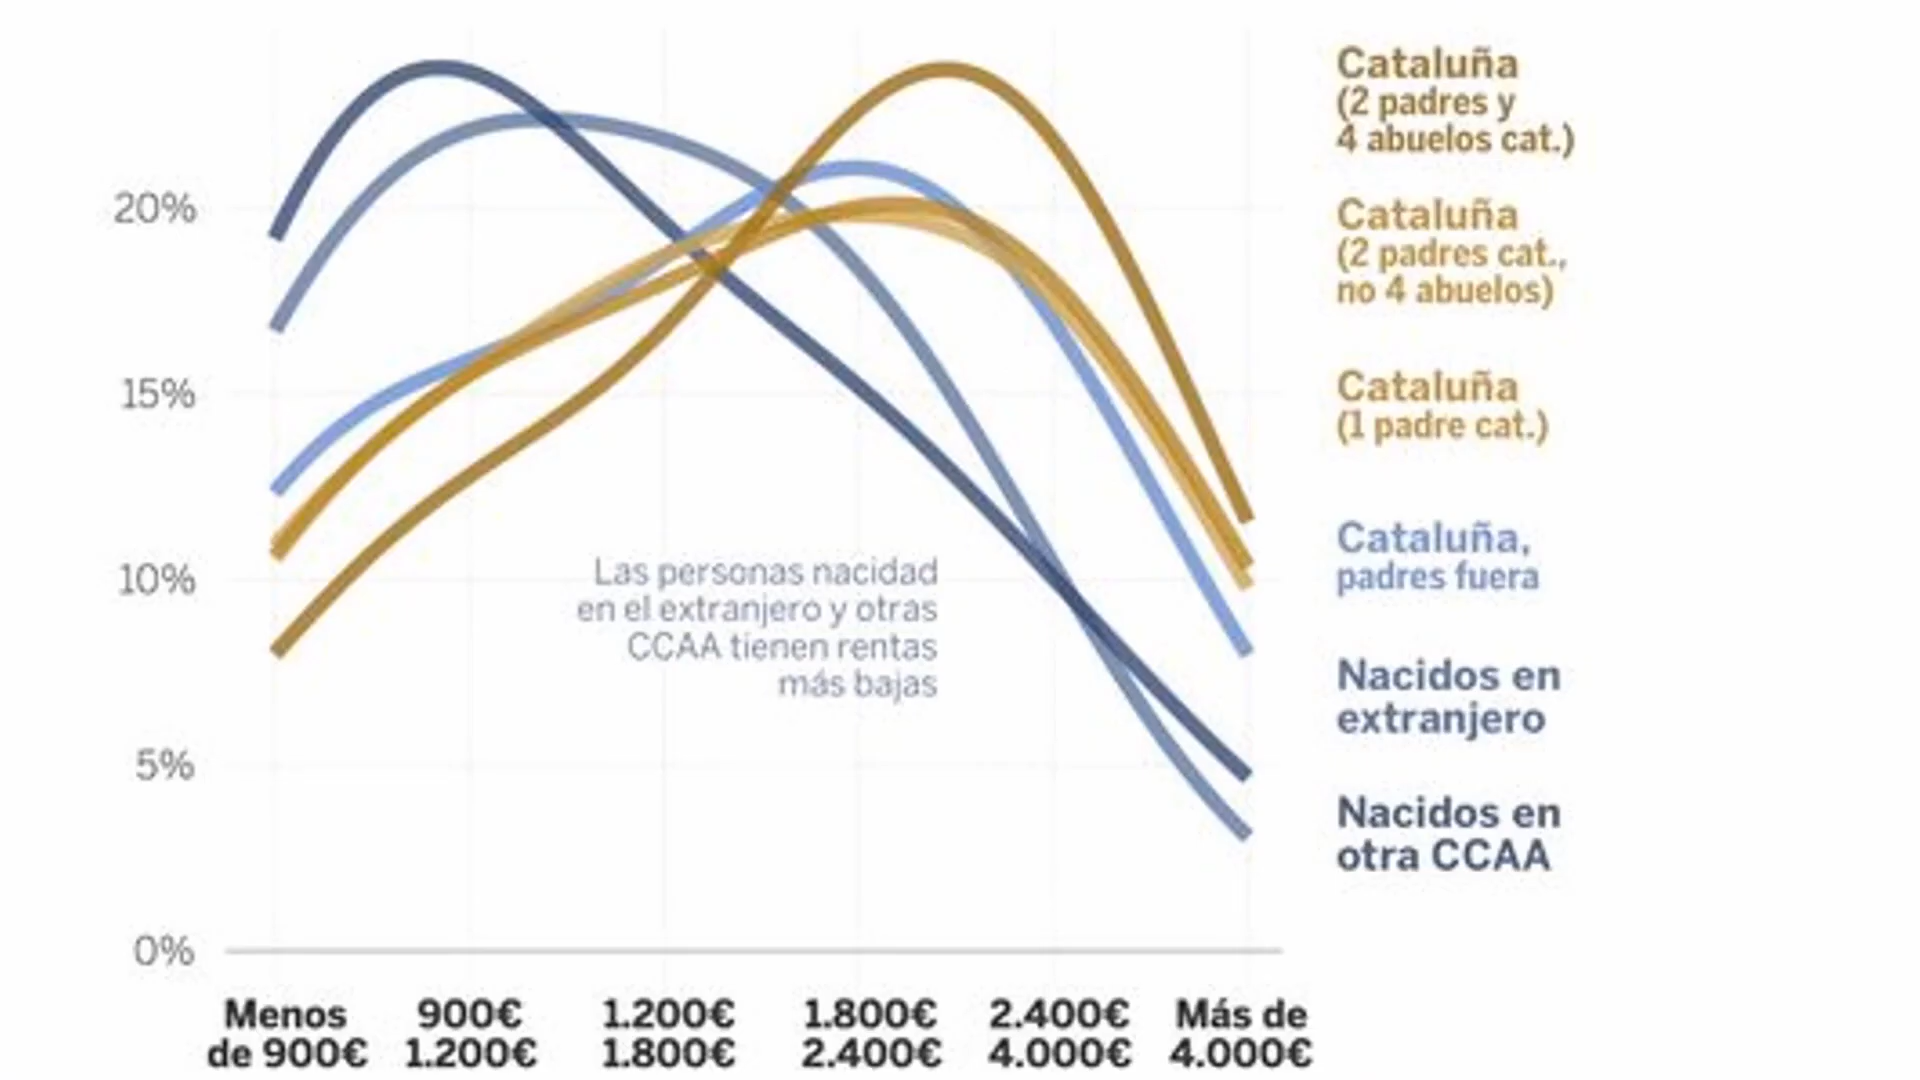 Cataluña
(2 padres y
4 abuelos cat.)
Cataluña
(2 padres cat.,
no 4 abuelos)
Cataluña
(1 padre cat.)
Cataluña,
padres fuera
Nacidos en
extranjero
Nacidos en
otra CCAA
20%
15%
10%
5%
0%
Las personas nacidad
en el extranjero y otras
CCAA tienen rentas
más bajas
Menos
de 900€
900€
1.200€
1.200€
1.800€
1.800€
2.400€
2.400€
4.000€
Más de
4.000€